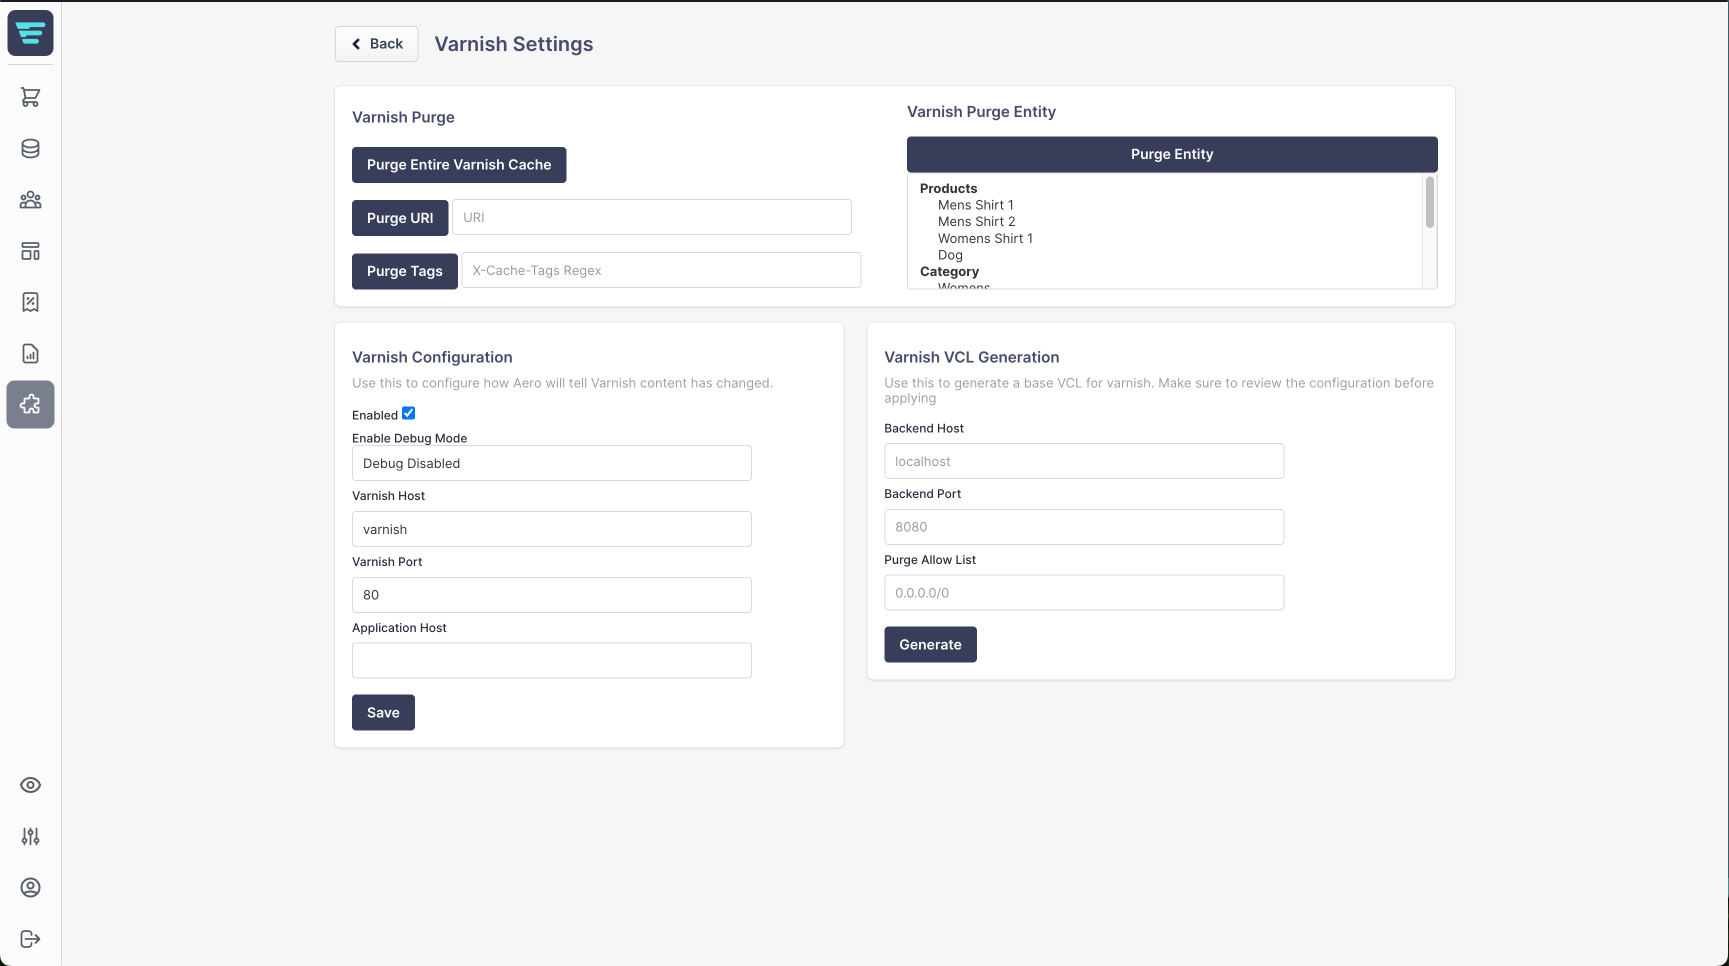 Back
Varnish Settings
Varnish Purge
Purge Entire Varnish Cache
Purge URI
URI
Purge Tags
X-Cache-Tags Regex
Varnish Purge Entity
Purge Entity
Products
Mens Shirt 1
Mens Shirt 2
Womens Shirt 1
Dog
Category
Womens
Varnish Configuration
Use this to configure how Aero will tell Varnish content has changed.
Enabled
Enable Debug Mode
Debug Disabled
Varnish Host
varnish
Varnish Port
80
Application Host
Save
Varnish VCL Generation
Use this to generate a base VCL for varnish. Make sure to review the configuration before
applying
Backend Host
localhost
Backend Port
8080
Purge Allow List
0.0.0.0/0
Generate